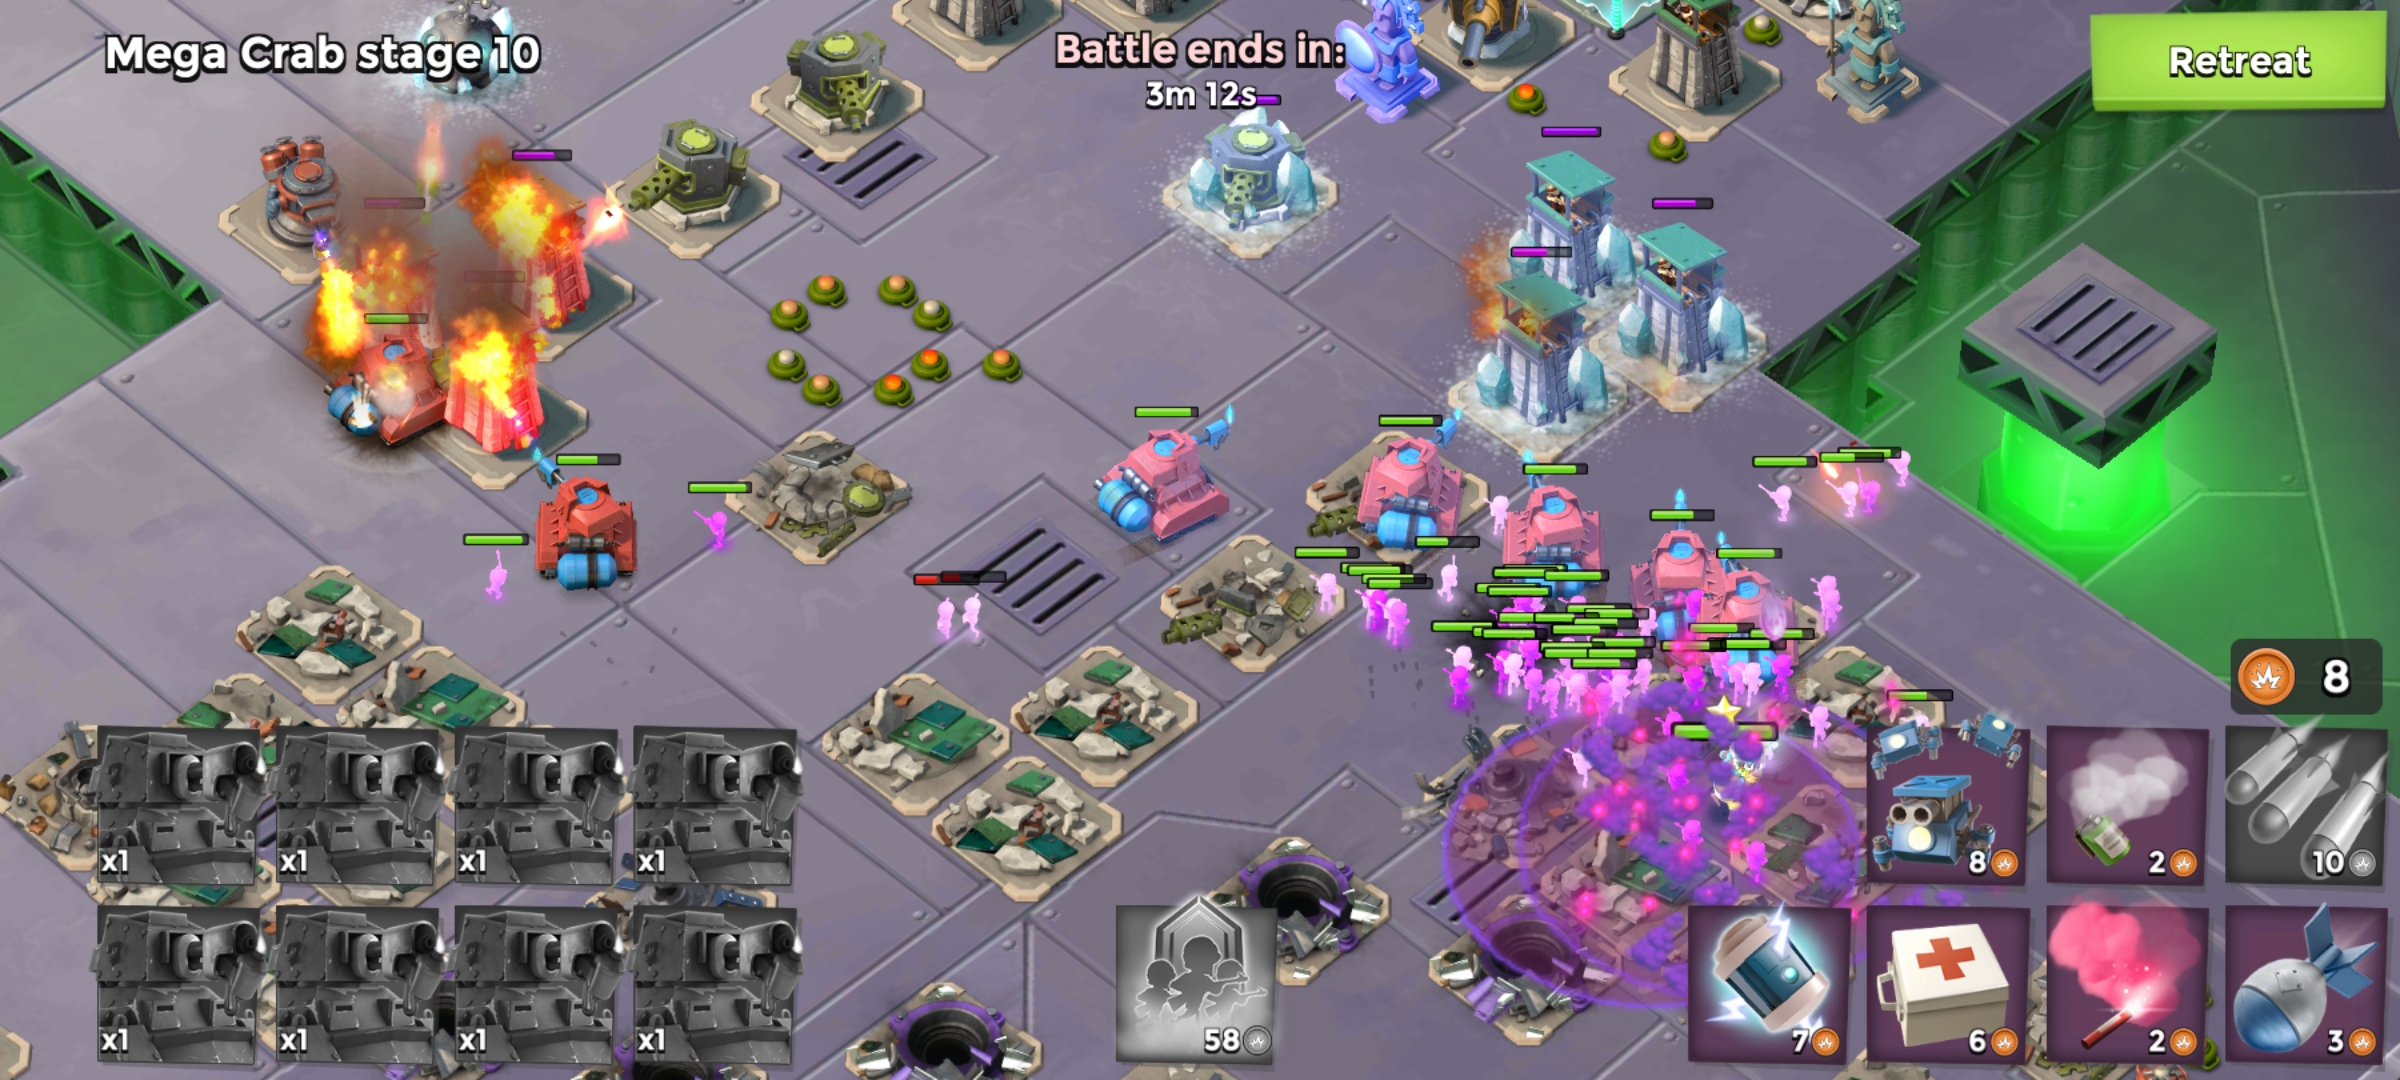 Mega Crab stage 10
Battle ends in:
3m 12s
Retreat
8
x1
x1
x1
x1
8
2
10
x1
x1
x1
x1
58
7
6
2
3